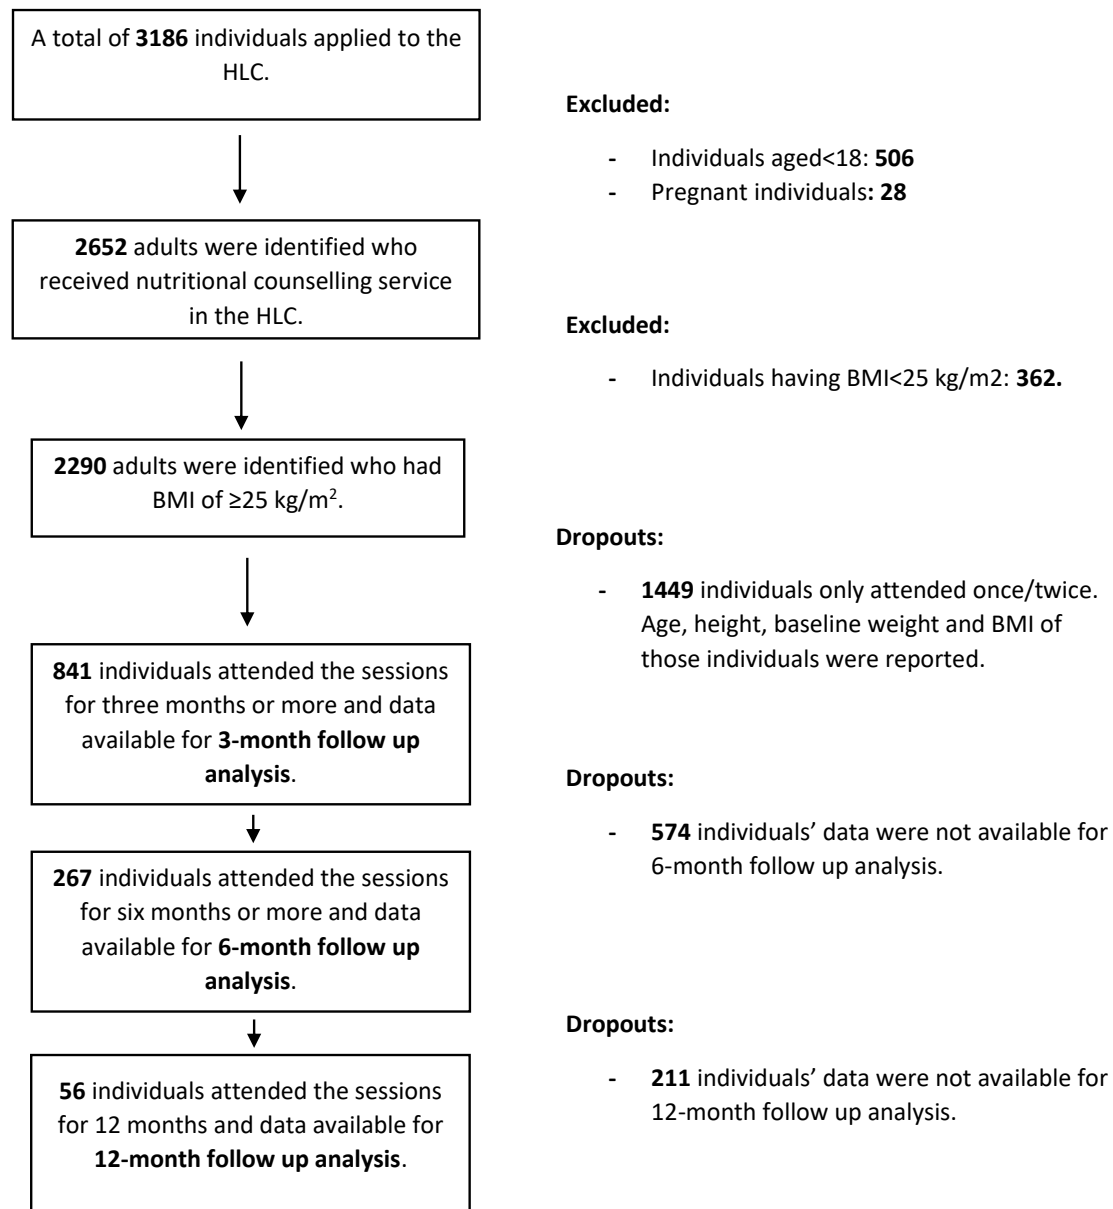 A total of 3186 individuals applied to the
HLC.
Excluded:
- Individuals aged<18: 506
- Pregnant individuals: 28
2652 adults were identified who
received nutritional counselling service
in the HLC.
Excluded:
- Individuals having BMI<25 kg/m2: 362.
2290 adults were identified who had
BMI of ≥25 kg/m².
Dropouts:
- 1449 individuals only attended once/twice.
Age, height, baseline weight and BMI of
those individuals were reported.
841 individuals attended the sessions
for three months or more and data
available for 3-month follow up
analysis.
Dropouts:
- 574 individuals’ data were not available for
6-month follow up analysis.
267 individuals attended the sessions
for six months or more and data
available for 6-month follow up
analysis.
Dropouts:
- 211 individuals’ data were not available for
12-month follow up analysis.
56 individuals attended the sessions
for 12 months and data available for
12-month follow up analysis.